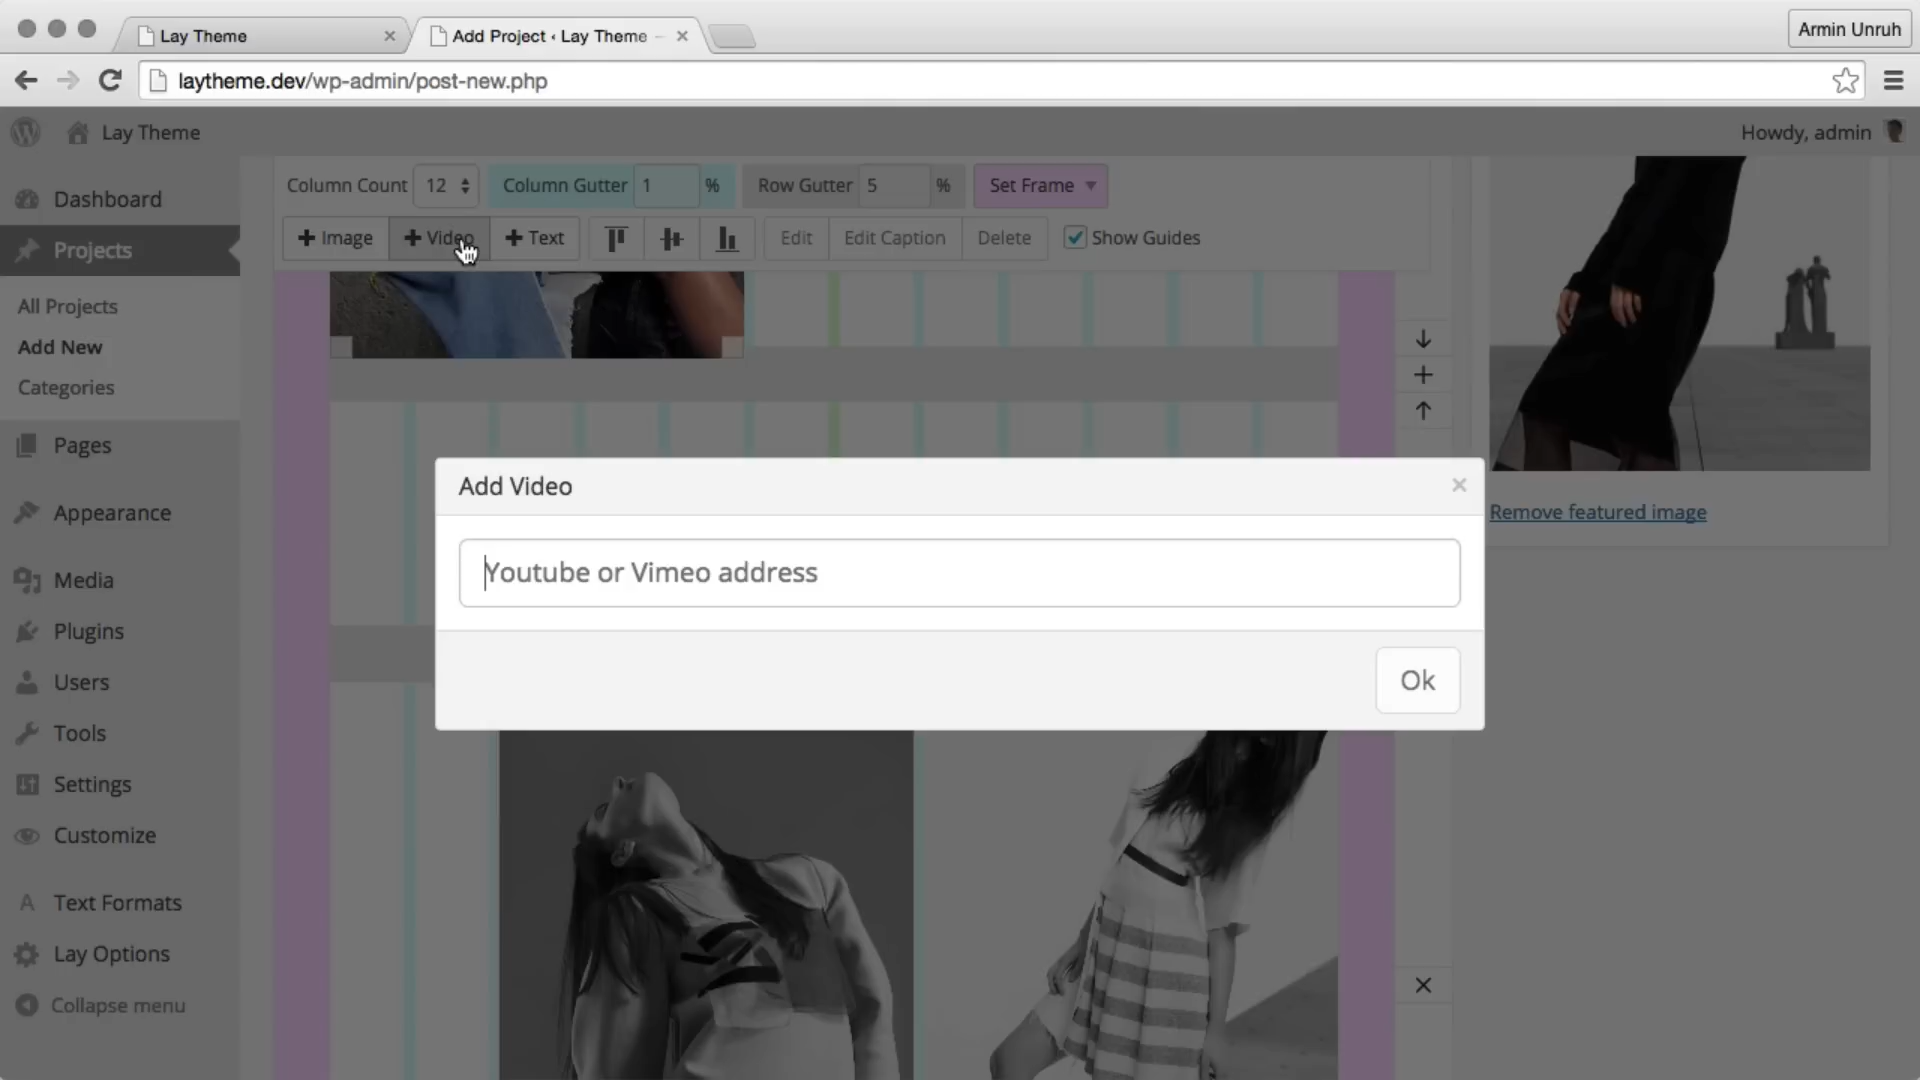 Lay Theme
Add Project ‹ Lay Theme —
Armin Unruh
laytheme.dev/wp-admin/post-new.php
Lay Theme
Howdy, admin
Dashboard
Projects
All Projects
Add New
Categories
Pages
Appearance
Media
Plugins
Users
Tools
Settings
Customize
Text Formats
Lay Options
Collapse menu
Column Count 12 Column Gutter 1 % Row Gutter 5 % Set Frame
+ Image + Video + Text Edit Edit Caption Delete Show Guides
Add Video
×
Youtube or Vimeo address
Ok
Remove featured image